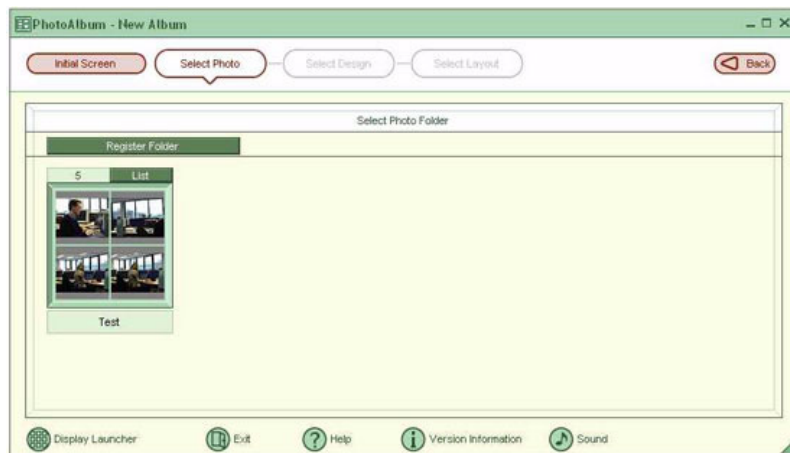 PhotoAlbum - New Album
Initial Screen
Select Photo
Select Design
Select Layout
Back
Select Photo Folder
Register Folder
5 List
Test
Display Launcher
Exit
Help
Version Information
Sound